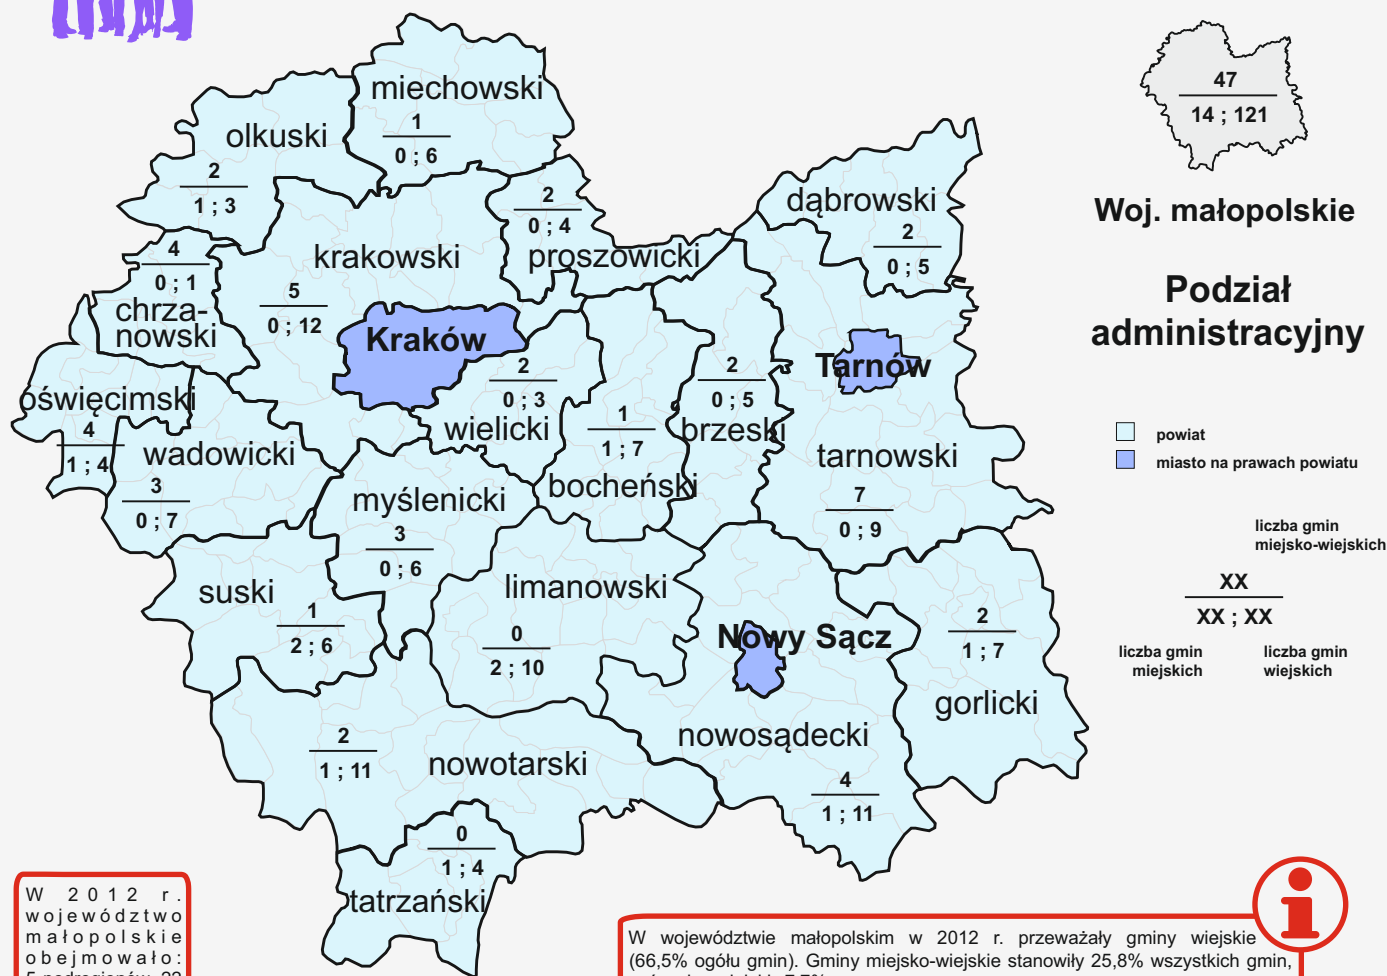 miechowski
1
0 ; 6
olkuski
2
1 ; 3
2
0 ; 4
proszowicki
dąbrowski
2
0 ; 5
krakowski
5
0 ; 12
4
0 ; 1
chrza-
nowski
Kraków
Tarnów
oświęcimski
4
1 ; 4
2
0 ; 3
wielicki
1
1 ; 7
bocheński
2
0 ; 5
brzeski
wadowicki
3
0 ; 7
myślenicki
3
0 ; 6
tarnowski
7
0 ; 9
suski
1
2 ; 6
limanowski
0
2 ; 10
Nowy Sącz
2
1 ; 7
gorlicki
nowosądecki
4
1 ; 11
2
1 ; 11
nowotarski
0
1 ; 4
tatrzański
47
14 ; 121
Woj. małopolskie
Podział
administracyjny
powiat
miasto na prawach powiatu
liczba gmin
miejsko-wiejskich
XX
XX ; XX
liczba gmin
miejskich
liczba gmin
wiejskich
W 2012 r.
województwo
małopolskie
obejmowało:
5 podregionów, 22
W województwie małopolskim w 2012 r. przeważały gminy wiejskie
(66,5% ogółu gmin). Gminy miejsko-wiejskie stanowiły 25,8% wszystkich gmin,